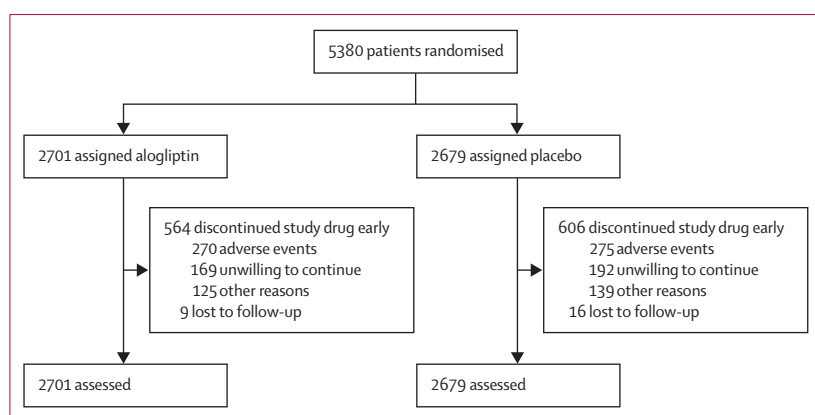 5380 patients randomised
2701 assigned alogliptin
2679 assigned placebo
564 discontinued study drug early
270 adverse events
169 unwilling to continue
125 other reasons
9 lost to follow-up
606 discontinued study drug early
275 adverse events
192 unwilling to continue
139 other reasons
16 lost to follow-up
2701 assessed
2679 assessed